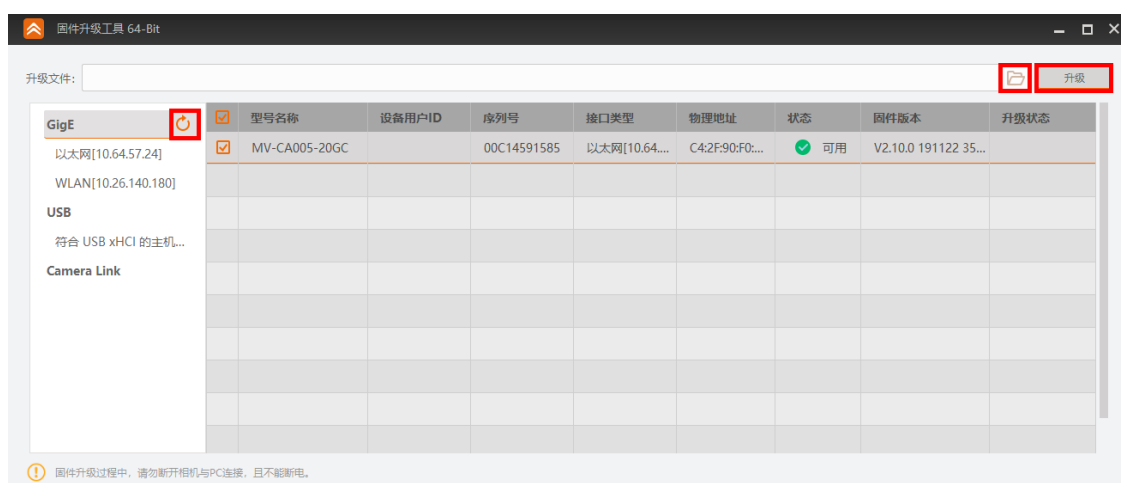 固件升级工具 64-Bit
升级文件:
升级
GigE
以太网[10.64.57.24]
WLAN[10.26.140.180]
USB
符合 USB xHCI 的主机...
Camera Link
型号名称 设备用户ID 序列号 接口类型 物理地址 状态 固件版本 升级状态
MV-CA005-20GC 00C14591585 以太网[10.64.... C4:2F:90:F0:... 可用 V2.10.0 191122 35...
固件升级过程中，请勿断开相机与PC连接，且不能断电。